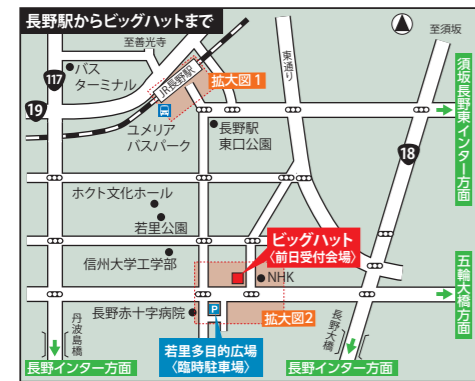 長野駅からビッグハットまで
至善光寺
至須坂
117
バス
ターミナル
JR長野駅
拡大図1
東通り
須坂長野東インター方面
19
ユメリア
バスパーク
長野駅
東口公園
18
ホクト文化ホール
若里公園
ビッグハット
〈前日受付会場〉
信州大学工学部
NHK
五輪大橋方面
長野赤十字病院
P
拡大図2
丹波島橋
長野大橋
若里多目的広場
〈臨時駐車場〉
長野インター方面
長野インター方面